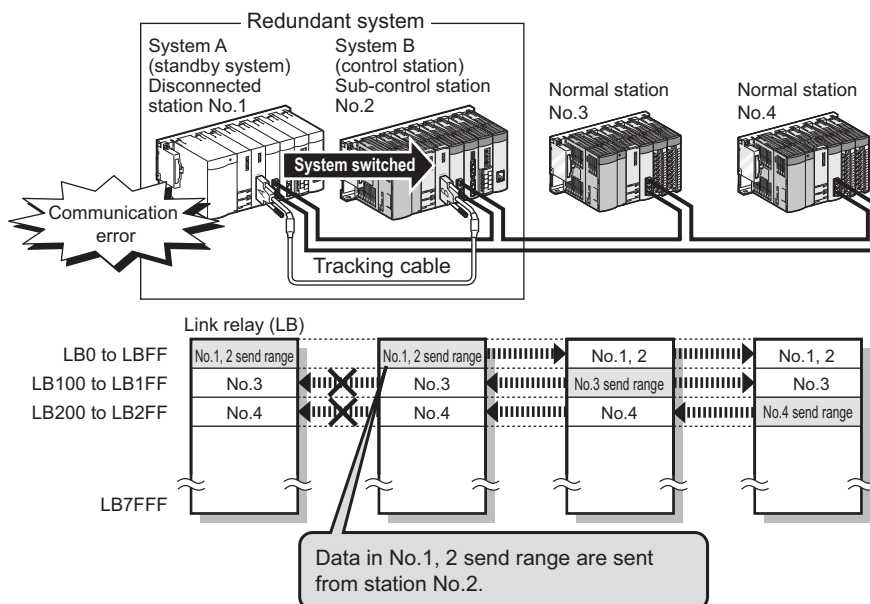 Redundant system
System A
(standby system)
Disconnected
station No.1
System B
(control station)
Sub-control station
No.2
Normal station
No.3
Normal station
No.4
System switched
Communication
error
Tracking cable
Link relay (LB)
LB0 to LBFF
No.1, 2 send range
No.1, 2 send range
No.1, 2
No.1, 2
LB100 to LB1FF
No.3
No.3
No.3 send range
No.3
LB200 to LB2FF
No.4
No.4
No.4
No.4 send range
LB7FFF
Data in No.1, 2 send range are sent
from station No.2.